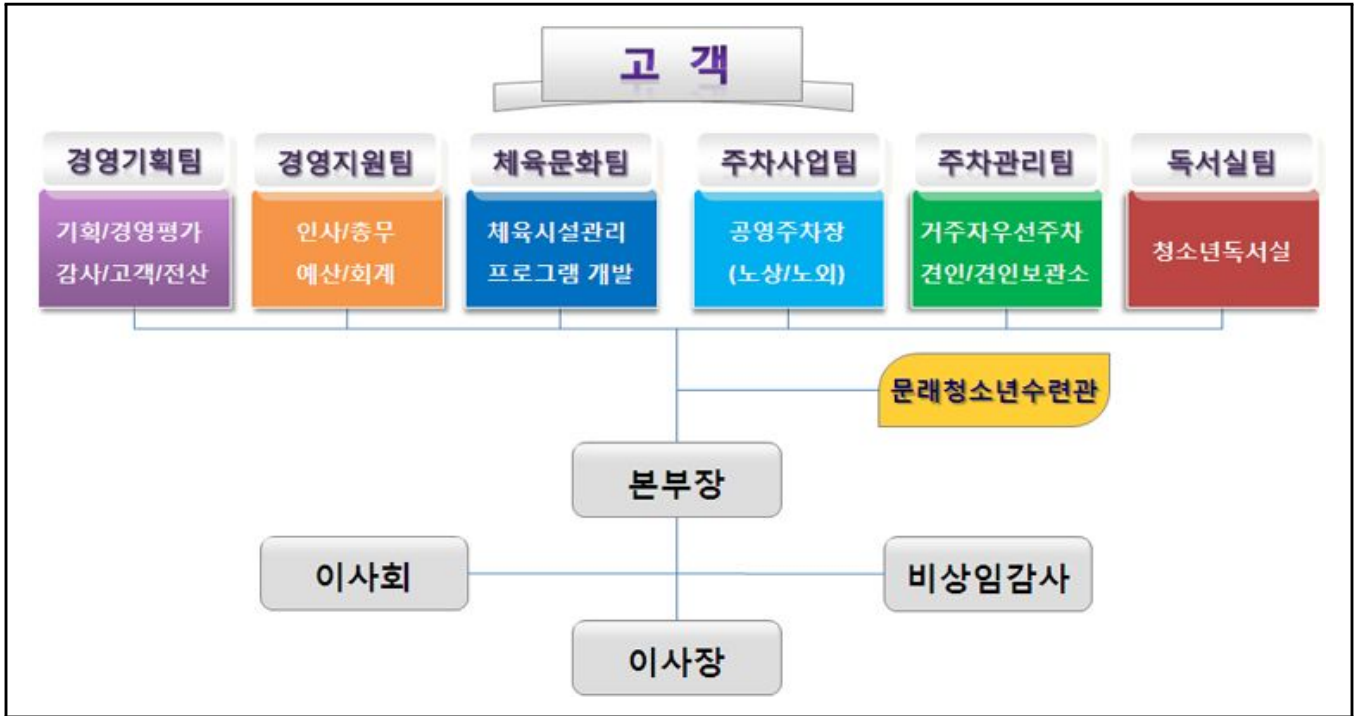 고 객
경영기획팀
기획/경영평가
감사/고객/전산
경영지원팀
인사/총무
예산/회계
체육문화팀
체육시설관리
프로그램 개발
주차사업팀
공영주차장
(노상/노외)
주차관리팀
거주자우선주차
견인/견인보관소
독서실팀
청소년독서실
문래청소년수련관
본부장
이사회
비상임감사
이사장